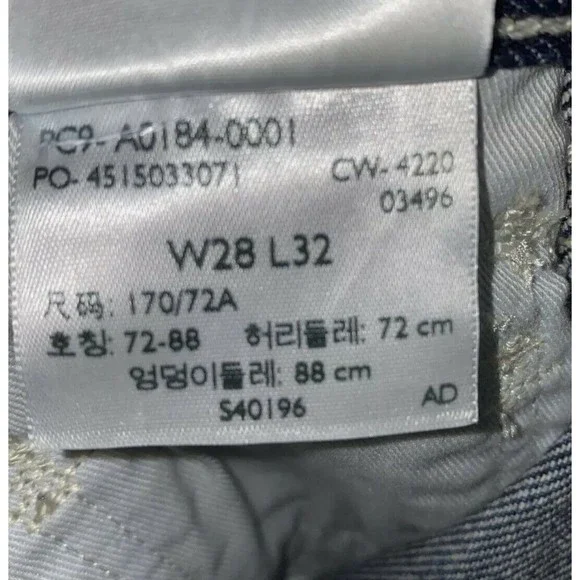 PC9- A0184-0001
PO- 4515033071 CW- 4220
03496
W28 L32
尺码: 170/72A
호칭: 72-88 허리둘레: 72 cm
엉덩이둘레: 88 cm
S40196 AD